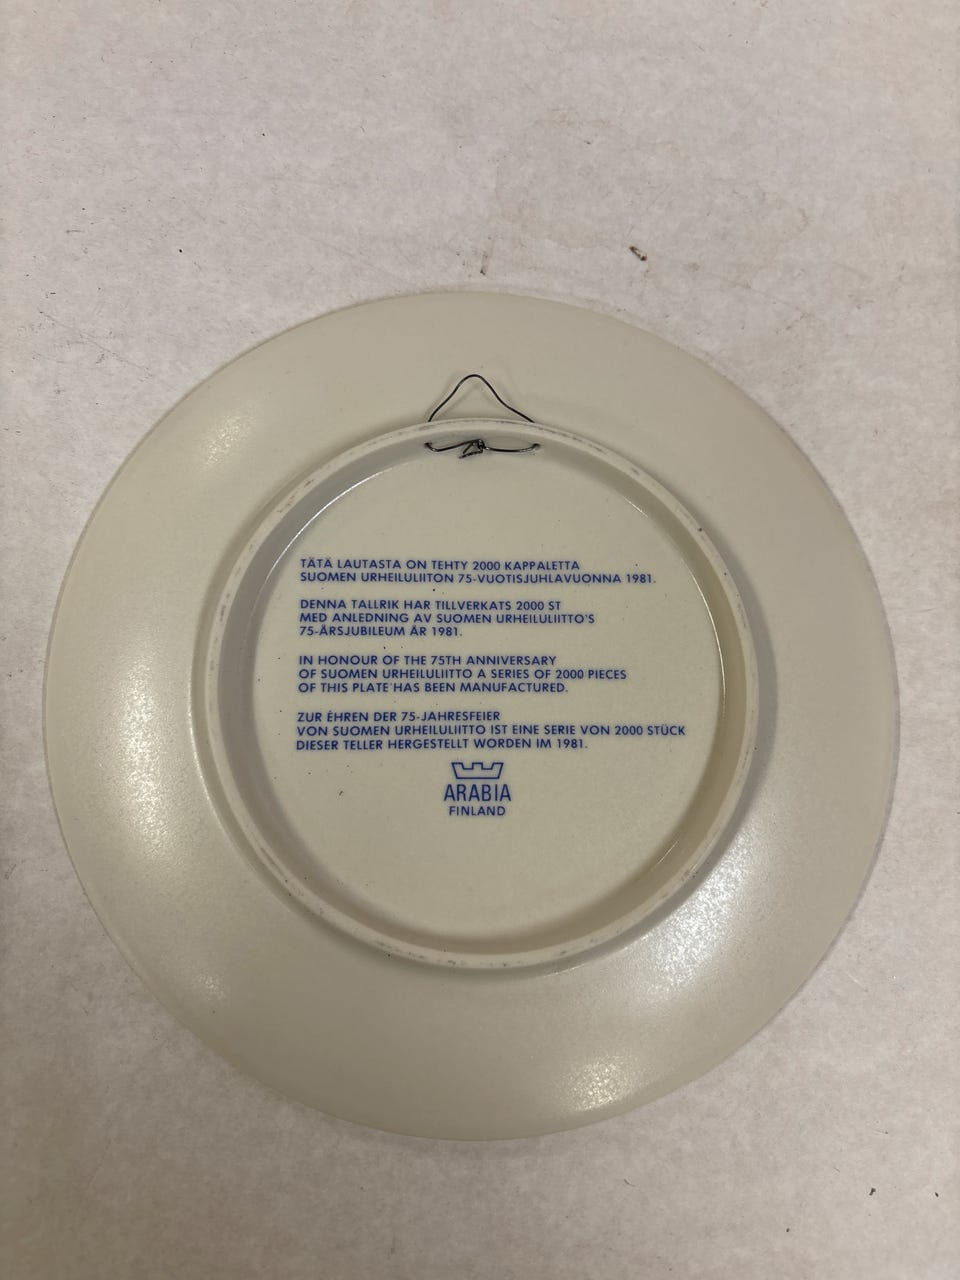 TÄTÄ LAUTASTA ON TEHTY 2000 KAPPALETTA
SUOMEN URHEILULIITON 75-VUOTISJUHLAVUONNA 1981.
DENNA TALLRIK HAR TILLVERKATS 2000 ST
MED ANLEDNING AV SUOMEN URHEILULIITTO'S
75-ÅRSJUBILEUM ÅR 1981.
IN HONOUR OF THE 75TH ANNIVERSARY
OF SUOMEN URHEILULIITTO A SERIES OF 2000 PIECES
OF THIS PLATE HAS BEEN MANUFACTURED.
ZUR EHREN DER 75-JAHRESFEIER
VON SUOMEN URHEILULIITTO IST EINE SERIE VON 2000 STÜCK
DIESER TELLER HERGESTELLT WORDEN IM 1981.
ARABIA
FINLAND